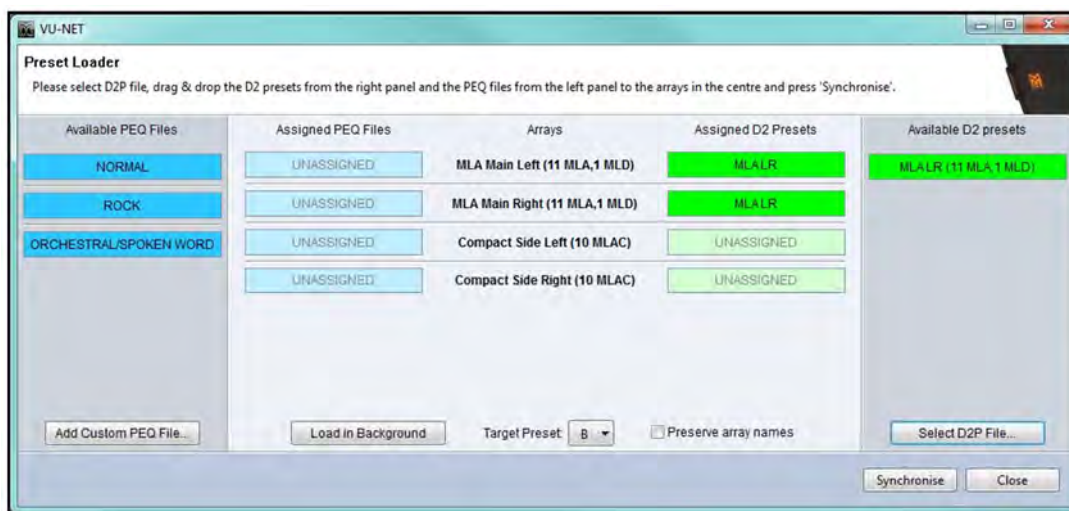 VU-NET
Preset Loader
Please select D2P file, drag & drop the D2 presets from the right panel and the PEQ files from the left panel to the arrays in the centre and press 'Synchronise'.
Available PEQ Files
Assigned PEQ Files
Arrays
Assigned D2 Presets
Available D2 presets
NORMAL
UNASSIGNED
MLA Main Left (11 MLA,1 MLD)
MLALR
MLALR (11 MLA,1 MLD)
ROCK
UNASSIGNED
MLA Main Right (11 MLA,1 MLD)
MLALR
ORCHESTRAL/SPOKEN WORD
UNASSIGNED
Compact Side Left (10 MLAC)
UNASSIGNED
UNASSIGNED
Compact Side Right (10 MLAC)
UNASSIGNED
Add Custom PEQ File...
Load in Background
Target Preset: B
Preserve array names
Select D2P File...
Synchronise
Close